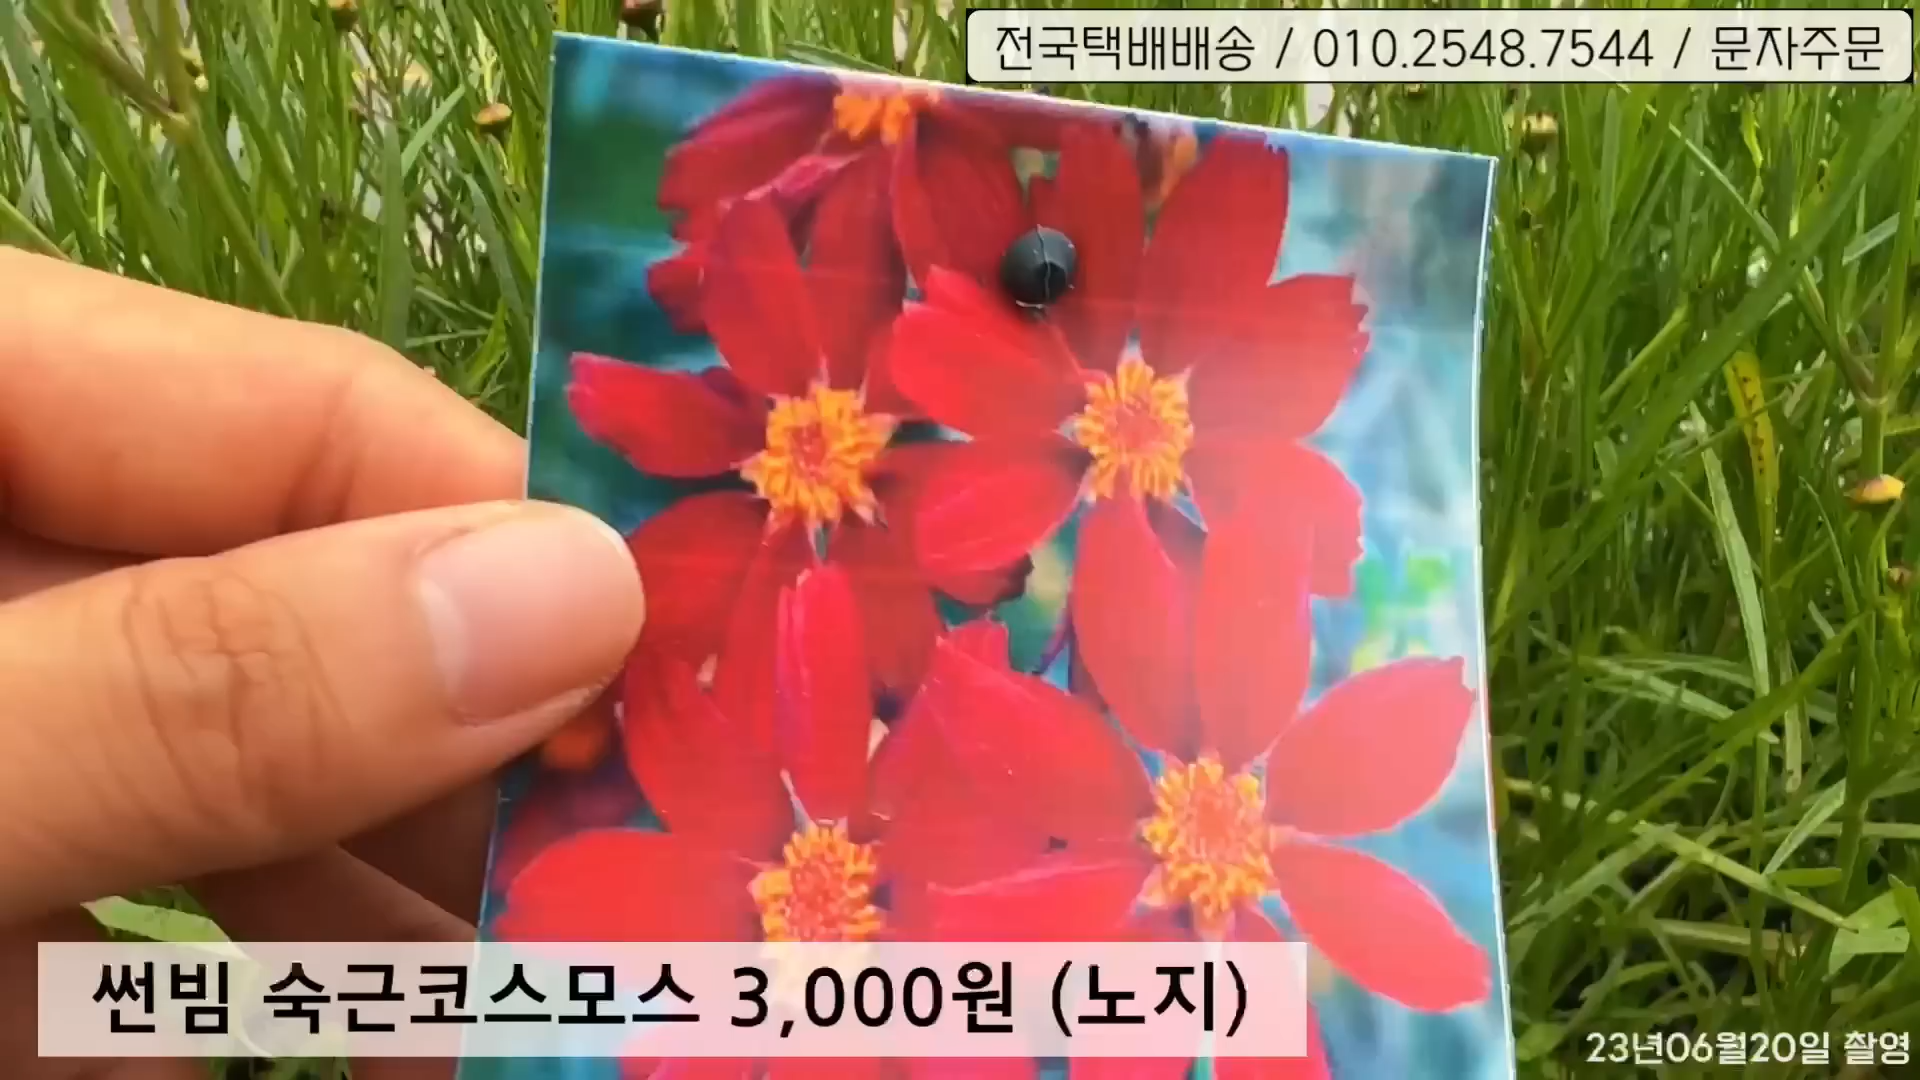 전국택배배송 / 010.2548.7544 / 문자주문
썬빔 숙근코스모스 3,000원 (노지)
23년06월20일 촬영